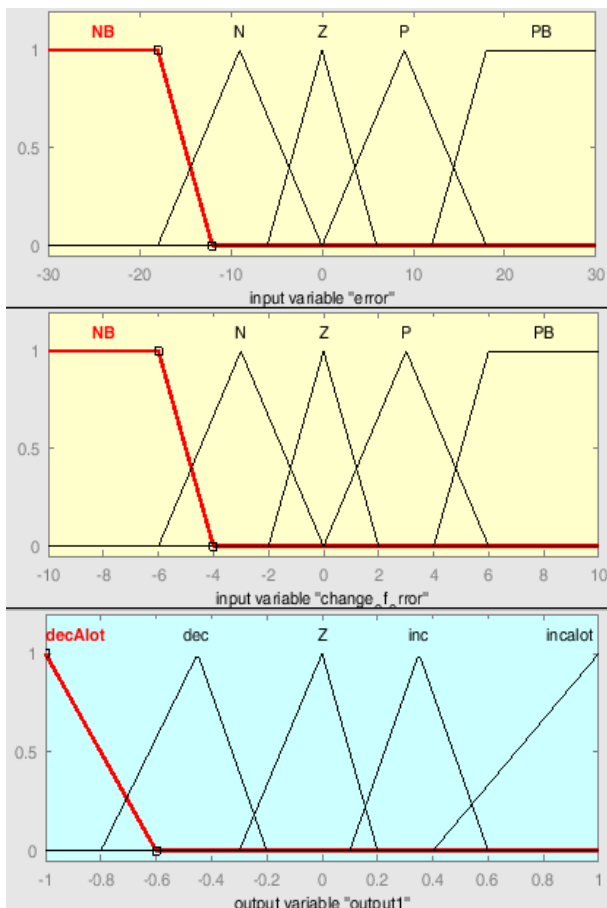 NB N Z P PB
1
0.5
0
-30 -20 -10 0 10 20 30
input variable "error"
NB N Z P PB
1
0.5
0
-10 -8 -6 -4 -2 0 2 4 6 8 10
input variable "change_f_rror"
decAlot dec Z inc incalot
1
0.5
0
-1 -0.8 -0.6 -0.4 -0.2 0 0.2 0.4 0.6 0.8 1
output variable "output1"